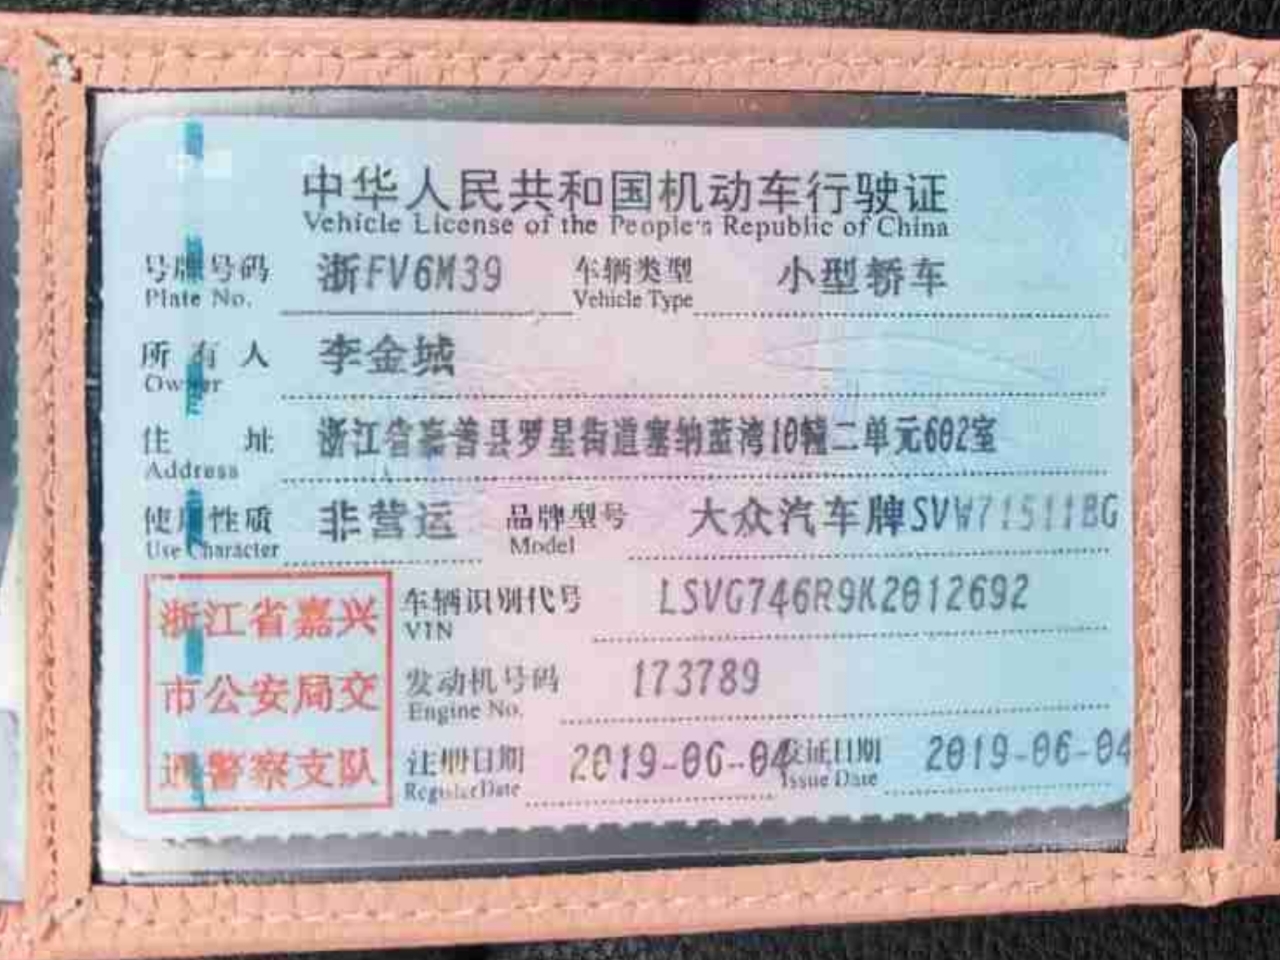 中华人民共和国机动车行驶证
Vehicle License of the People's Republic of China
号牌号码 浙FV6M39 车辆类型 小型轿车
Plate No. Vehicle Type
所有人 李金城
Owner
住址 浙江省嘉善县罗星街道塞纳蓝湾10幢二单元602室
Address
使用性质 非营运 品牌型号 大众汽车牌SVW71511BG
Use Character Model
浙江省嘉兴
市公安局交
通警察支队
车辆识别代号 LSVG746R9K2012692
VIN
发动机号码 173789
Engine No.
注册日期 2019-06-04 发证日期 2019-06-04
Register Date Issue Date